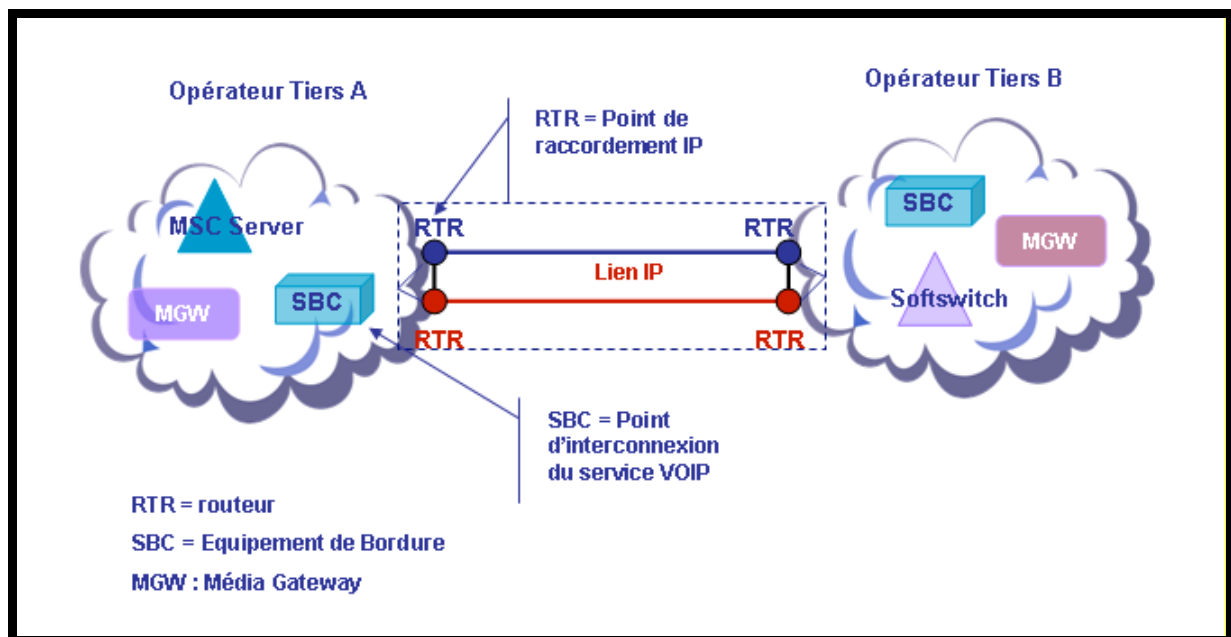 Opérateur Tiers A
Opérateur Tiers B
RTR = Point de
raccordement IP
MSC Server
SBC
MGW
RTR
RTR
Lien IP
RTR
RTR
SBC
MGW
Softswitch
SBC = Point
d'interconnexion
du service VOIP
RTR = routeur
SBC = Equipement de Bordure
MGW : Média Gateway